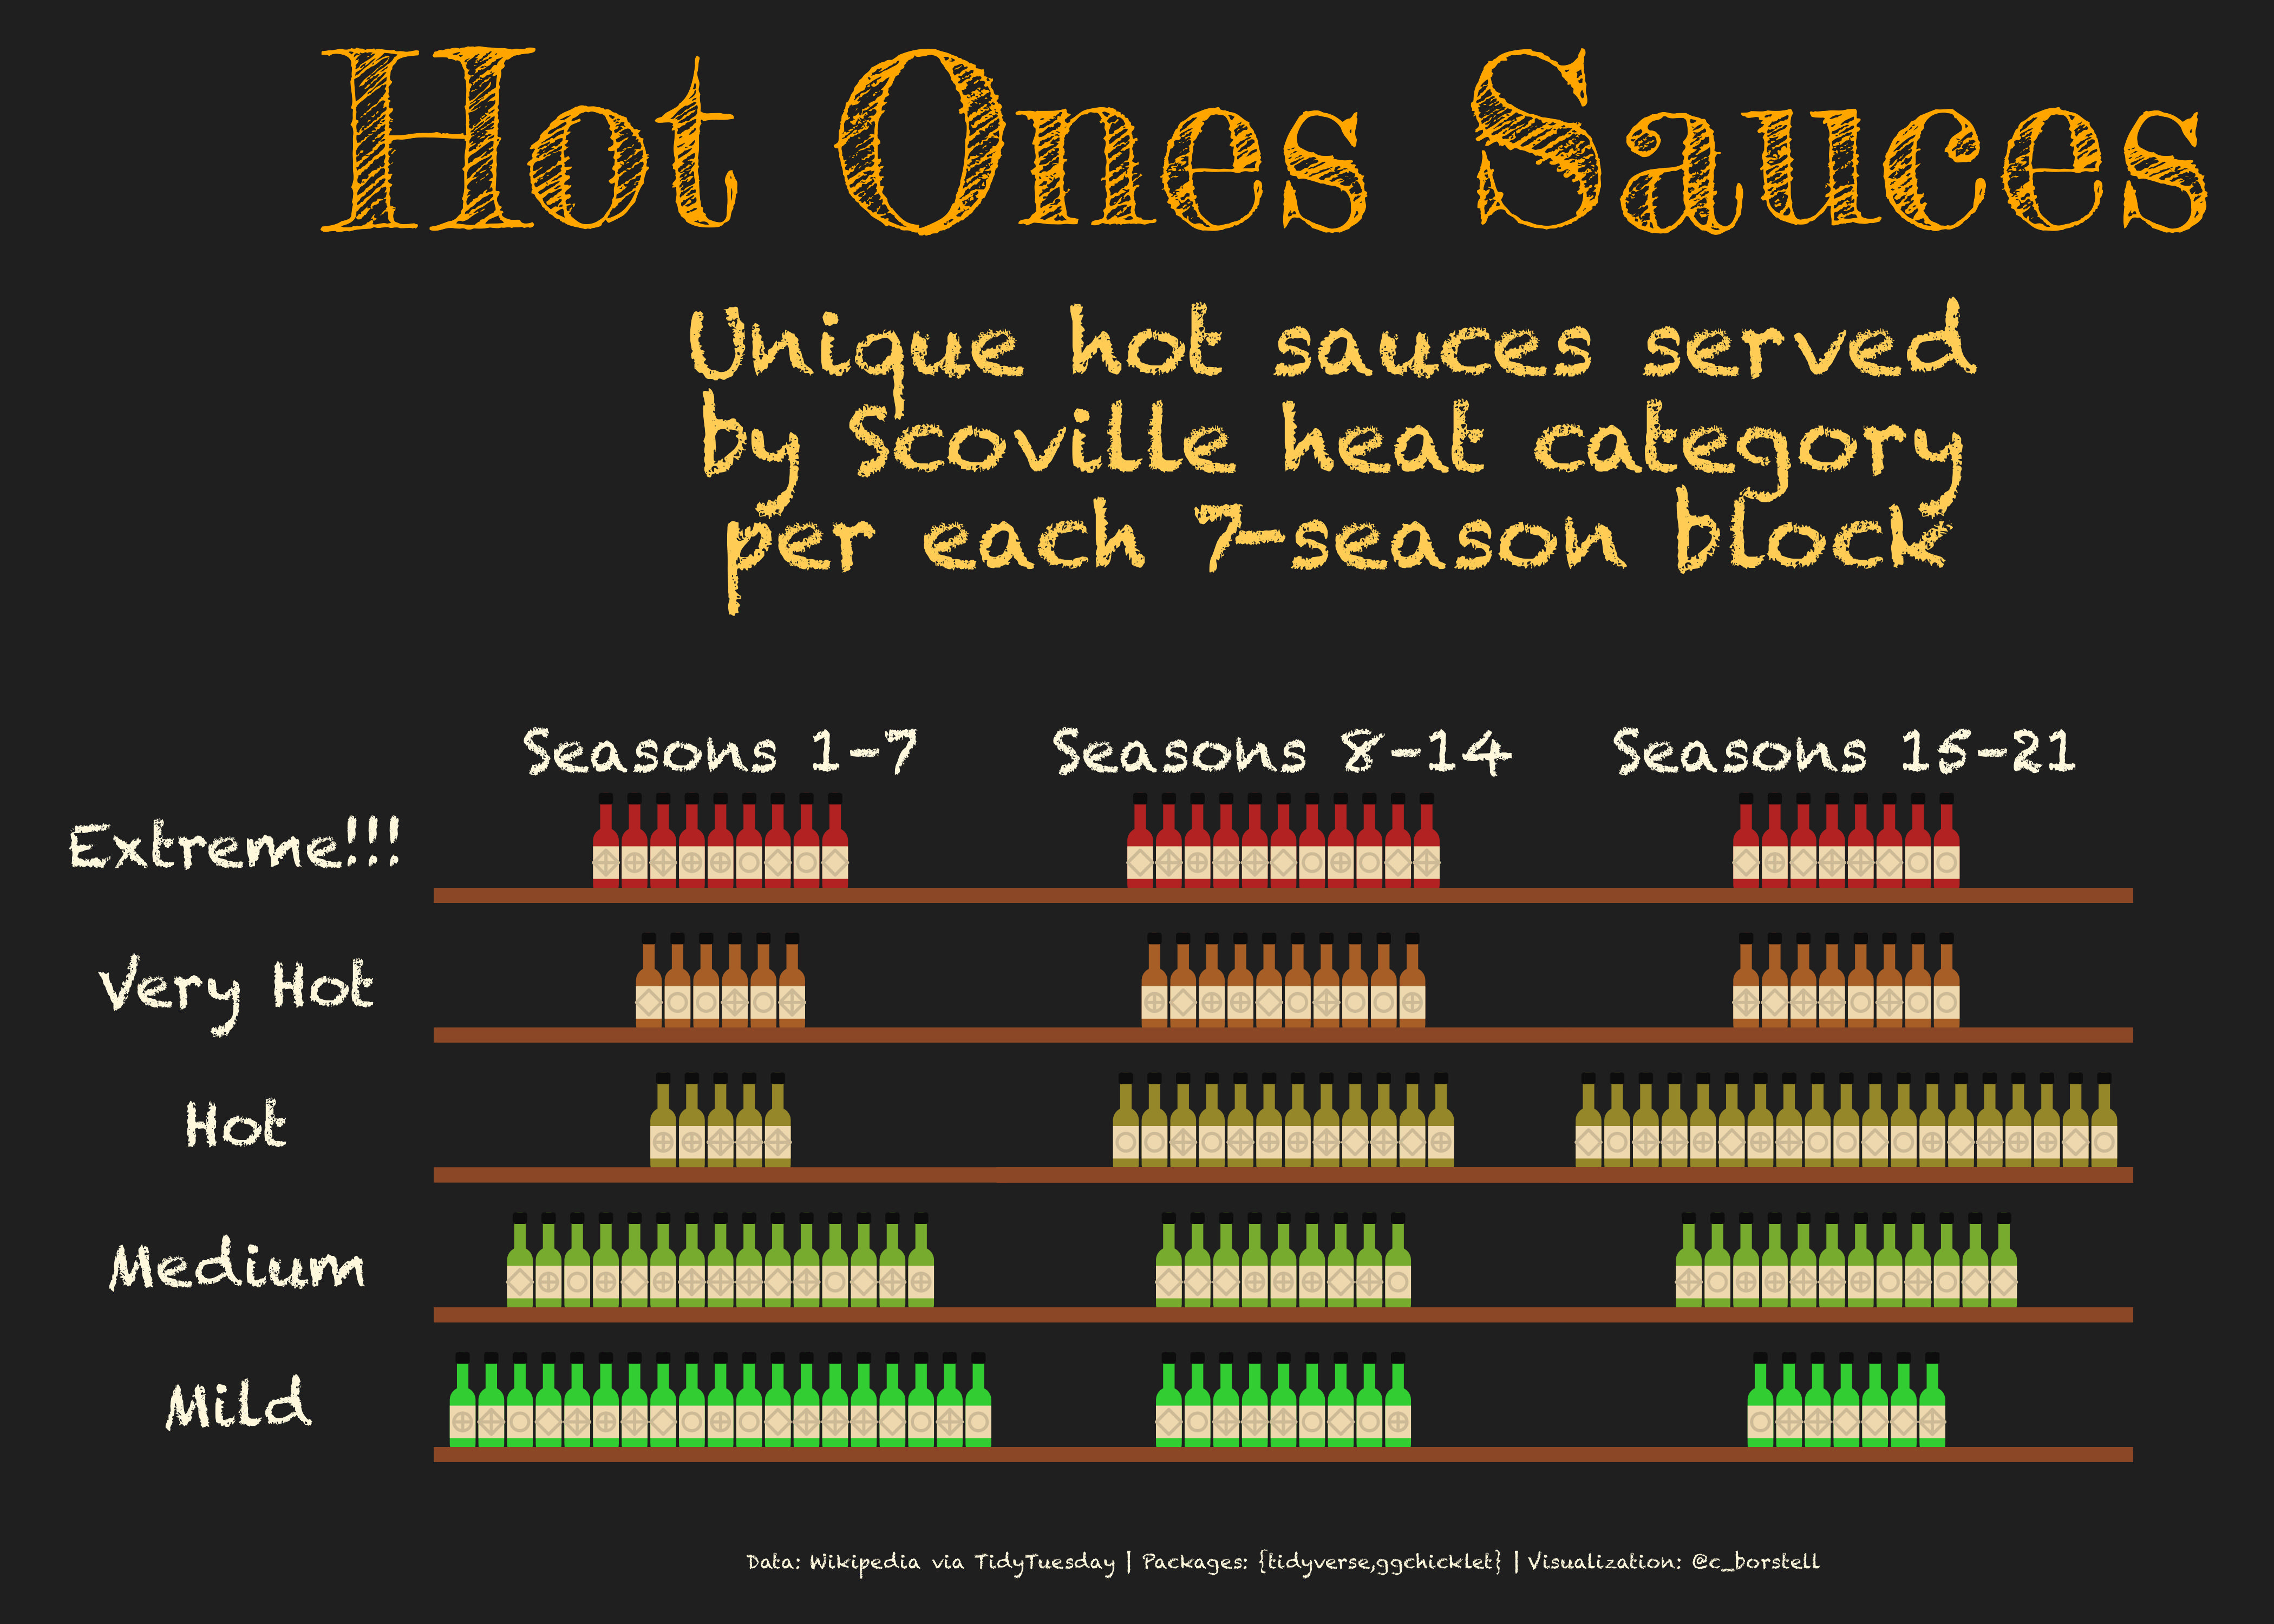 Hot Ones Sauces
Unique hot sauces served
by Scoville heat category
per each 7-season block
Seasons 1-7 Seasons 8-14 Seasons 15-21
Extreme!!!
Very Hot
Hot
Medium
Mild
Data: Wikipedia via TidyTuesday | Packages: {tidyverse,ggchicklet} | Visualization: @c_borstell